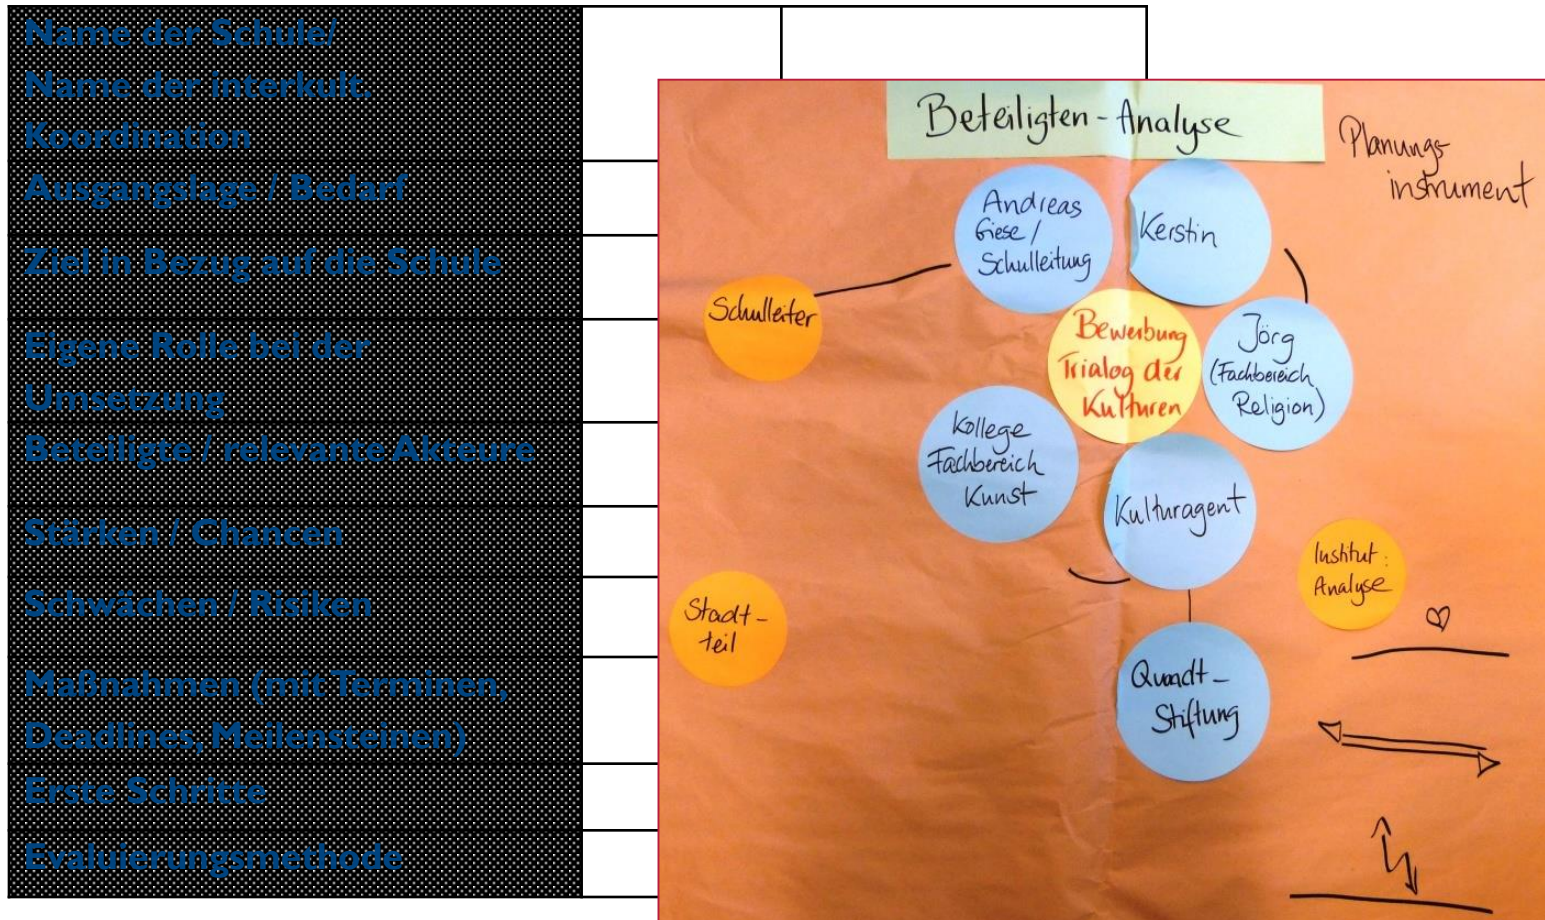 Name der Schule/
Name der interkult.
Koordination
Ausgangslage / Bedarf
Ziel in Bezug auf die Schule
Eigene Rolle bei der
Umsetzung
Beteiligte / relevante Akteure
Stärken / Chancen
Schwächen / Risiken
Maßnahmen (mit Terminen,
Deadlines, Meilensteinen)
Erste Schritte
Evaluierungsmethode
Beteiligten-Analyse
Planungs
instrument
Andreas
Giese /
Schulleitung
Kerstin
Schulleiter
Bewerbung
Trialog der
Kulturen
Jörg
(Fachbereich
Religion)
Kollege
Fachbereich
Kunst
Kulturagent
Institut:
Analyse
Stadt-
teil
Quandt-
Stiftung